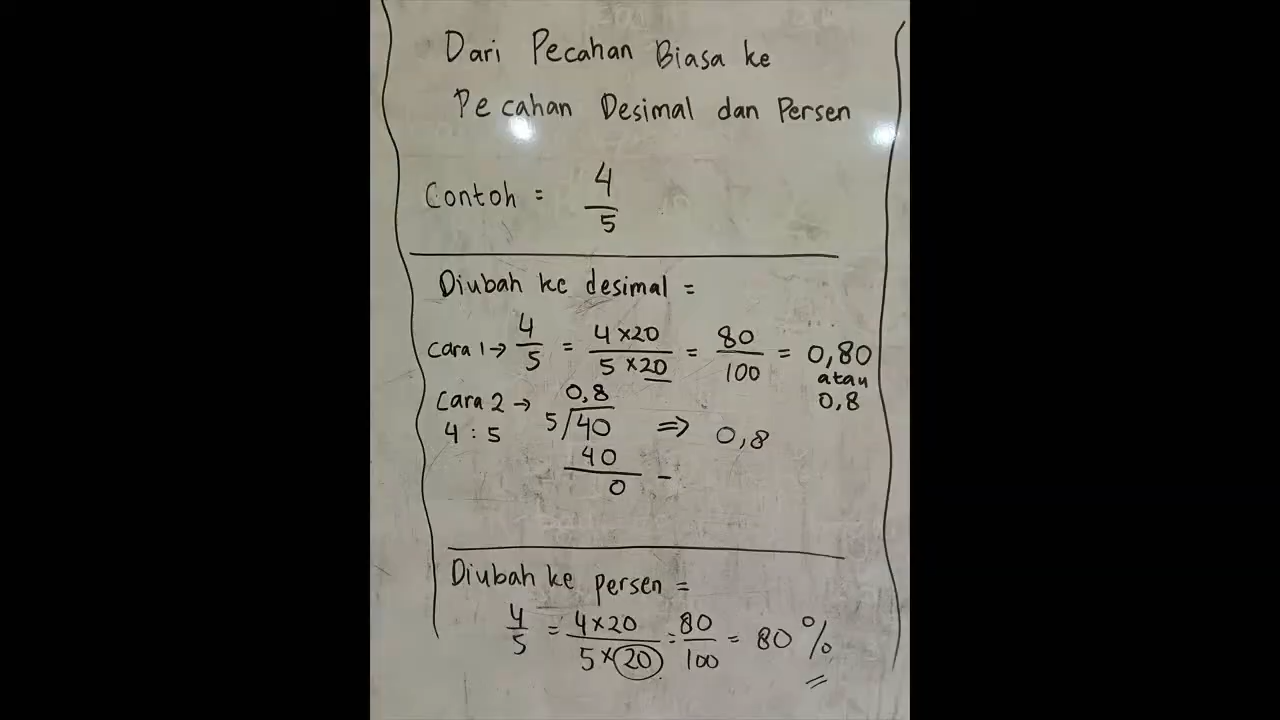 Dari Pecahan Biasa ke
Pecahan Desimal dan Persen
Contoh = 4/5
Diubah ke desimal =
Cara 1 → 4/5 = 4 × 20 / 5 × 20 = 80/100 = 0,80
atau
0,8
Cara 2 → 0,8
4 : 5 5/40 ⇒ 0,8
40
0 −
Diubah ke persen =
4/5 = 4 × 20 / 5 × 20 = 80/100 = 80 %